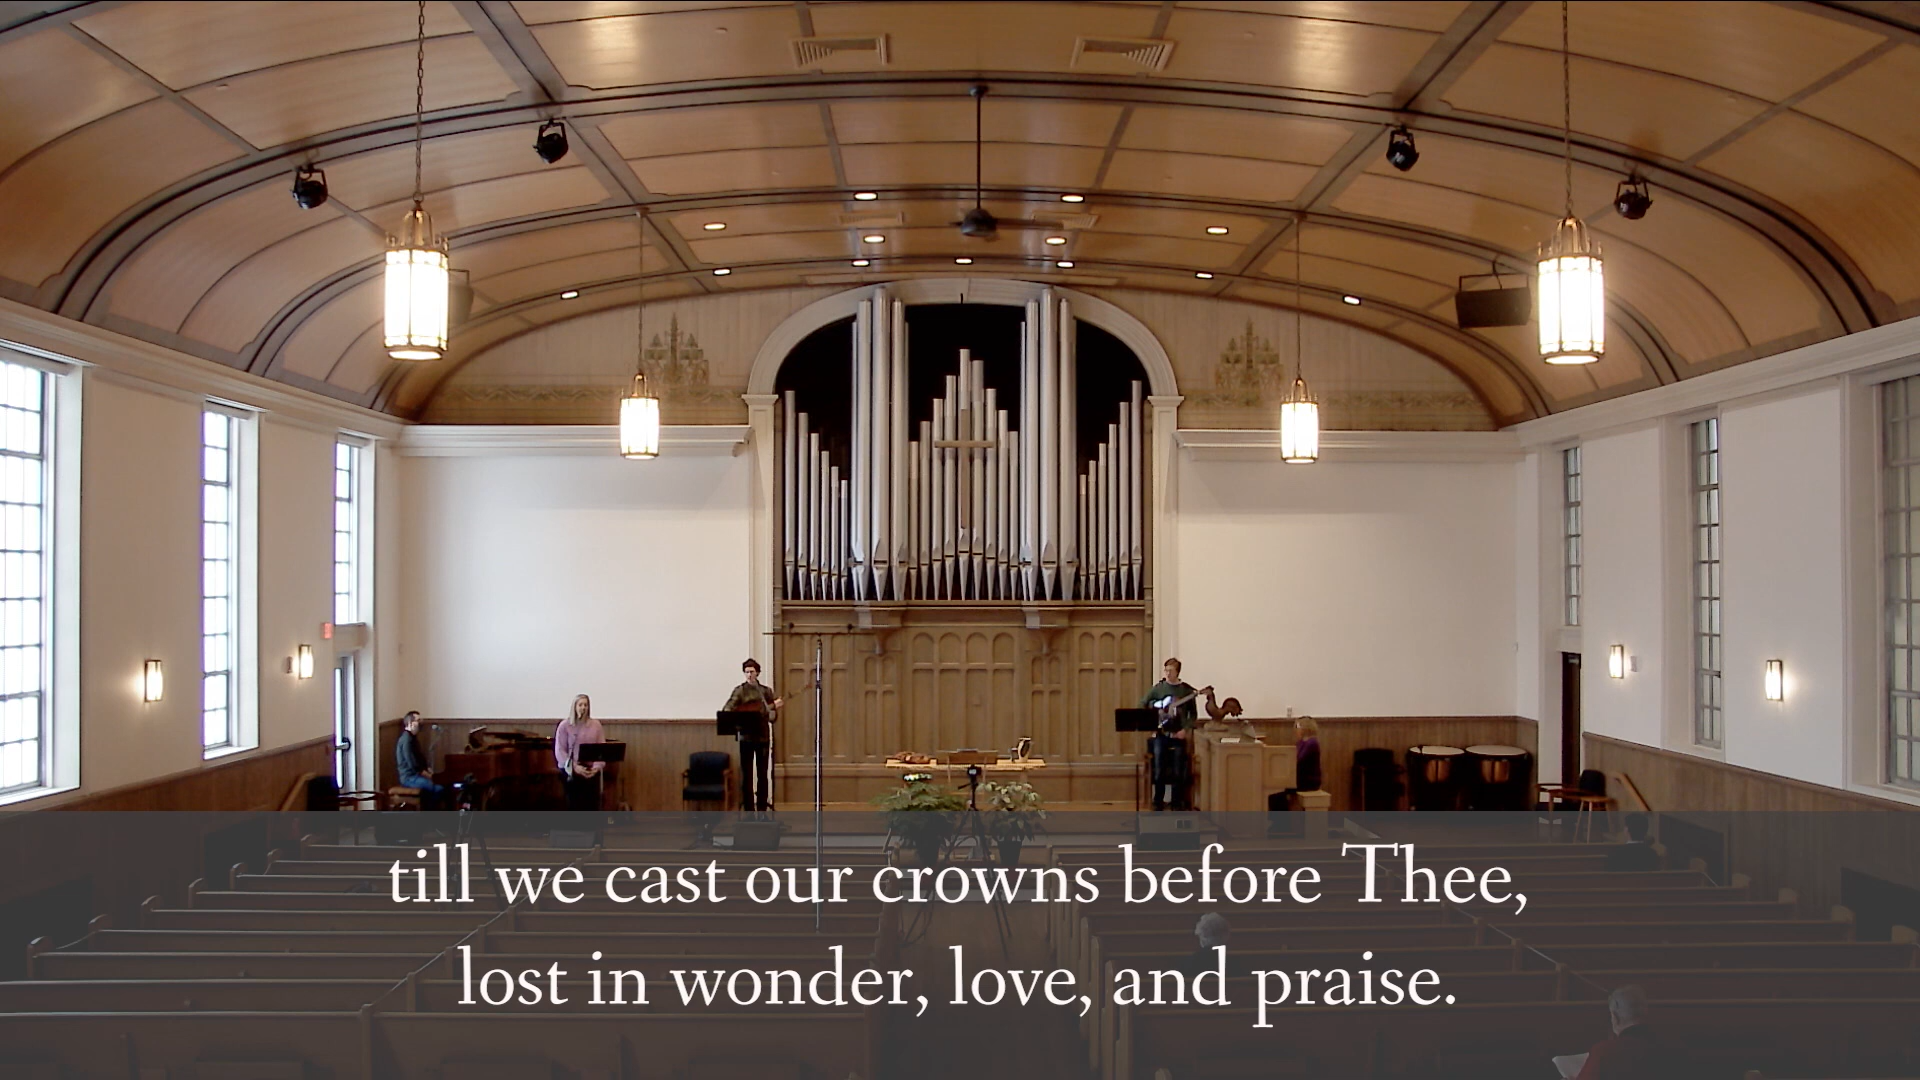 till we cast our crowns before Thee,
lost in wonder, love, and praise.